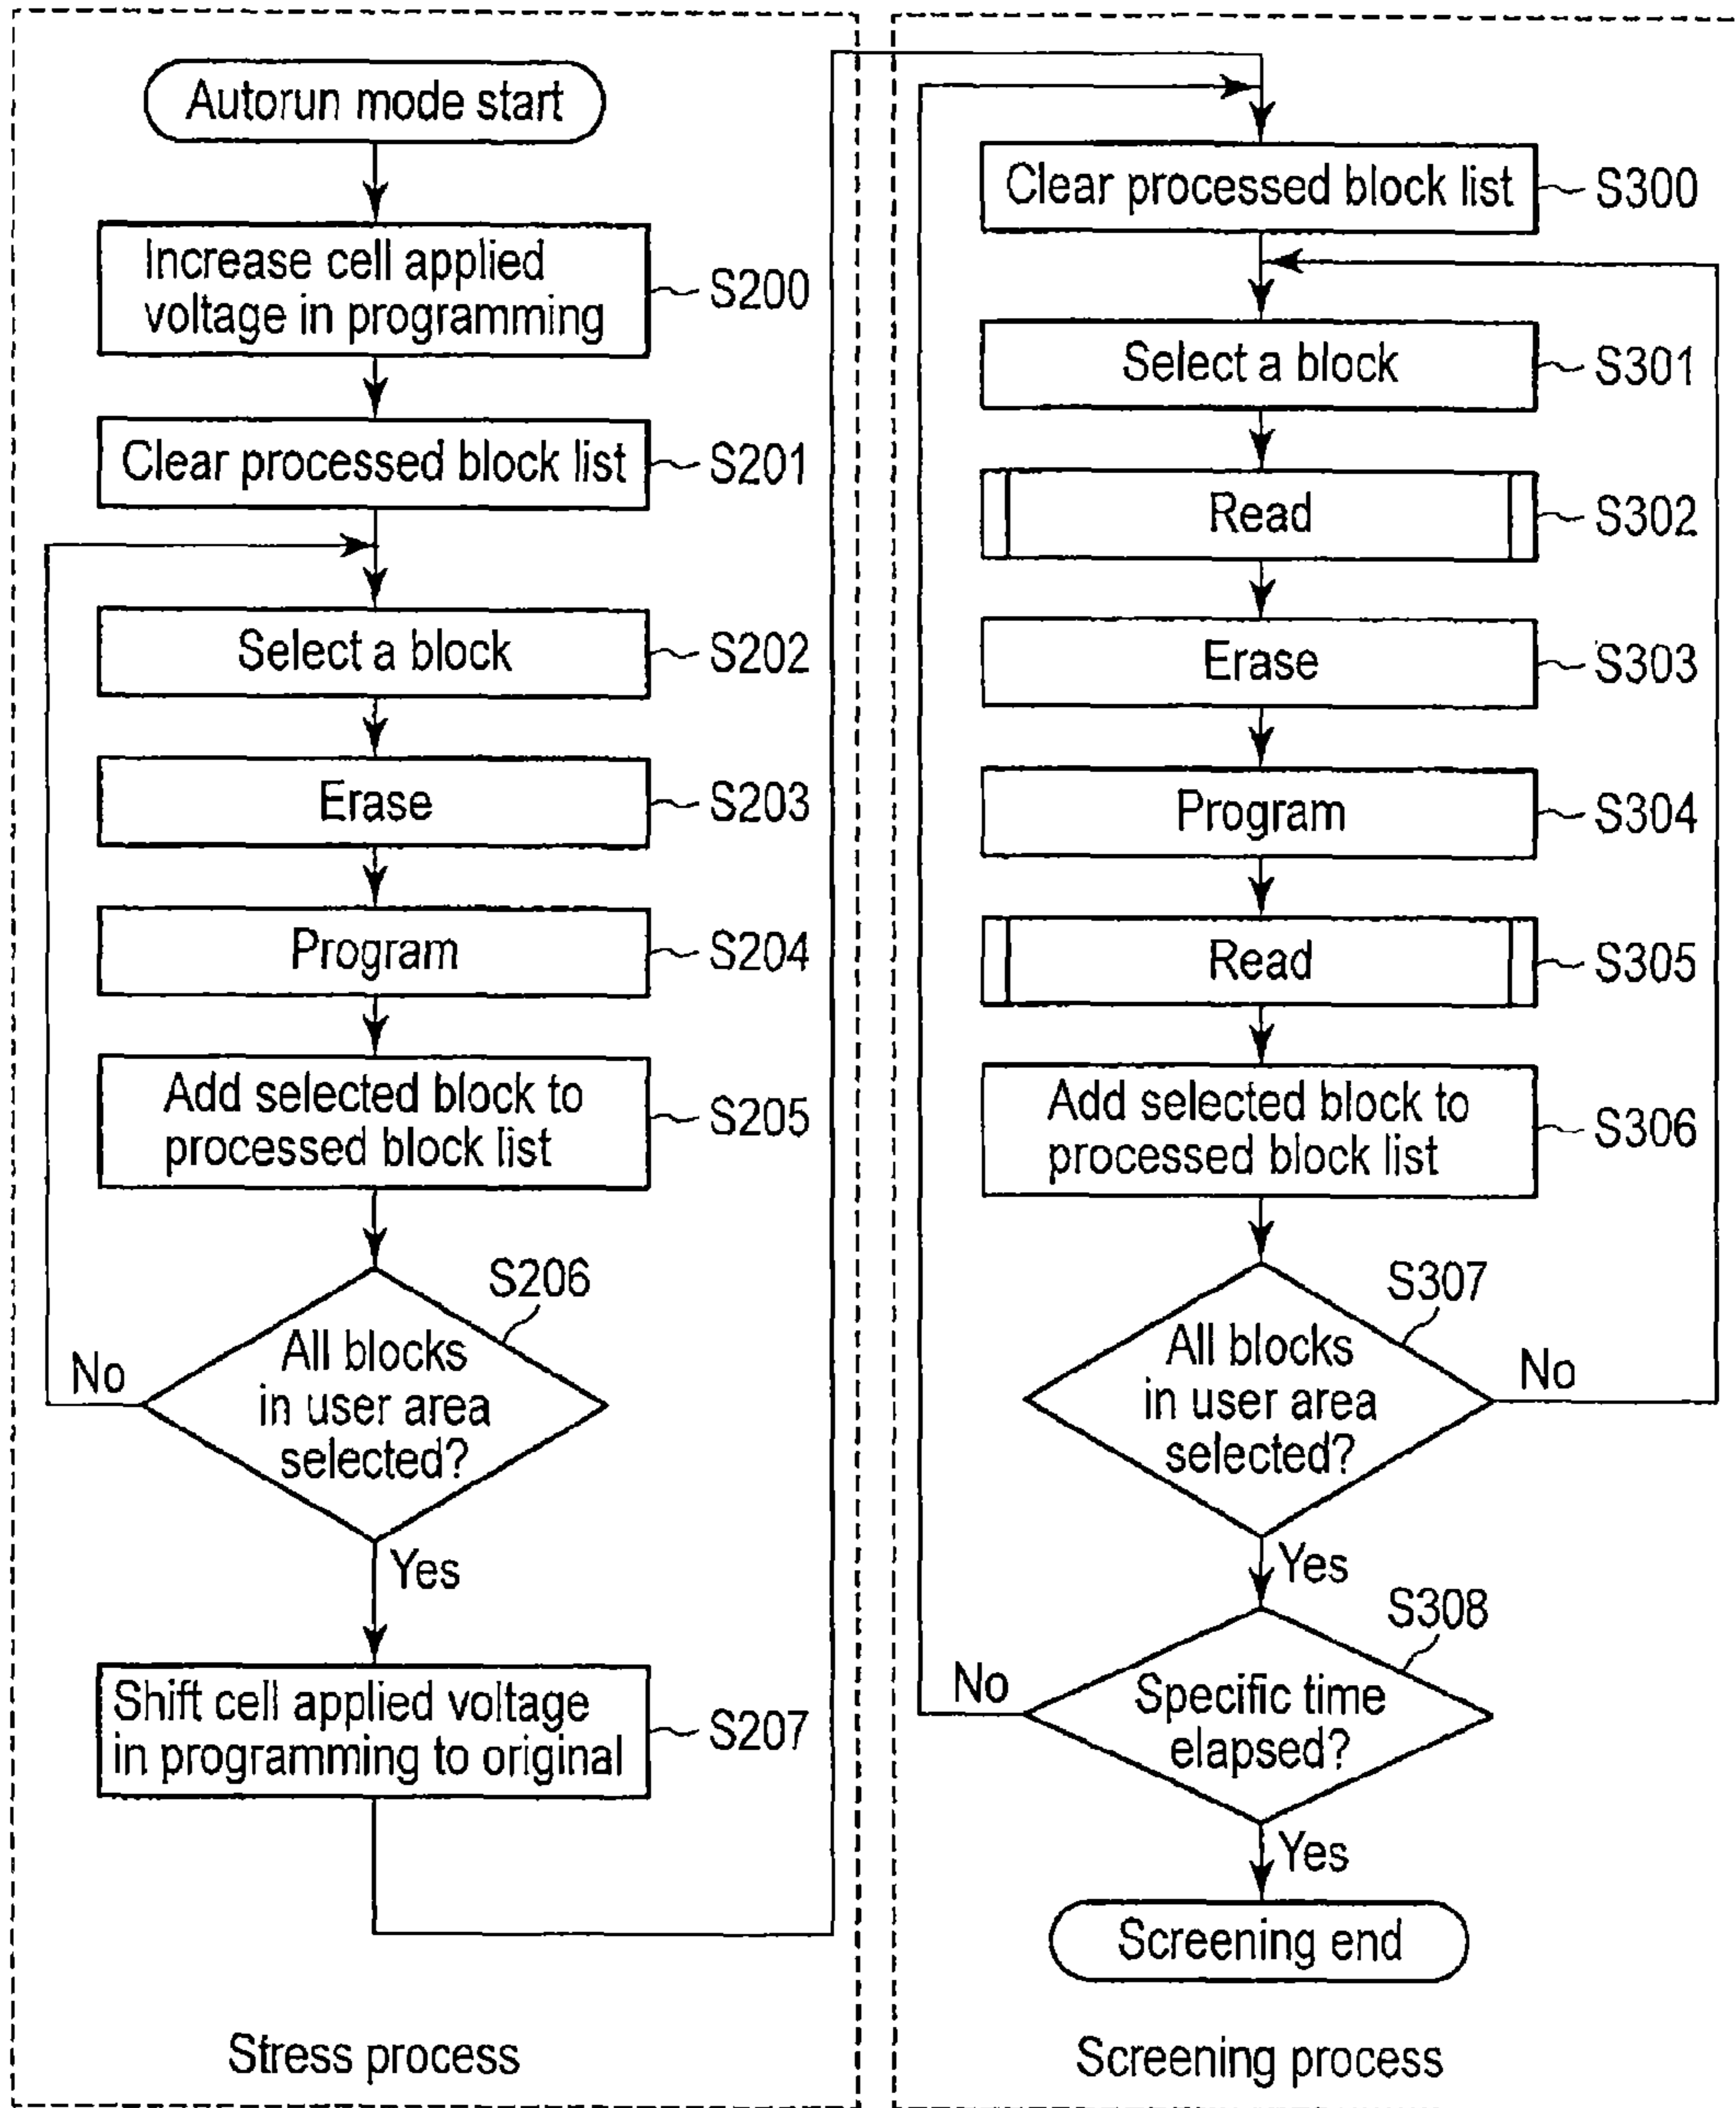 Autorun mode start
Increase cell applied
voltage in programming
S200
Clear processed block list
S201
Select a block
S202
Erase
S203
Program
S204
Add selected block to
processed block list
S205
S206
All blocks
in user area
selected?
No
Yes
Shift cell applied voltage
in programming to original
S207
Stress process
Clear processed block list
S300
Select a block
S301
Read
S302
Erase
S303
Program
S304
Read
S305
Add selected block to
processed block list
S306
S307
All blocks
in user area
selected?
No
Yes
S308
Specific time
elapsed?
No
Yes
Screening end
Screening process